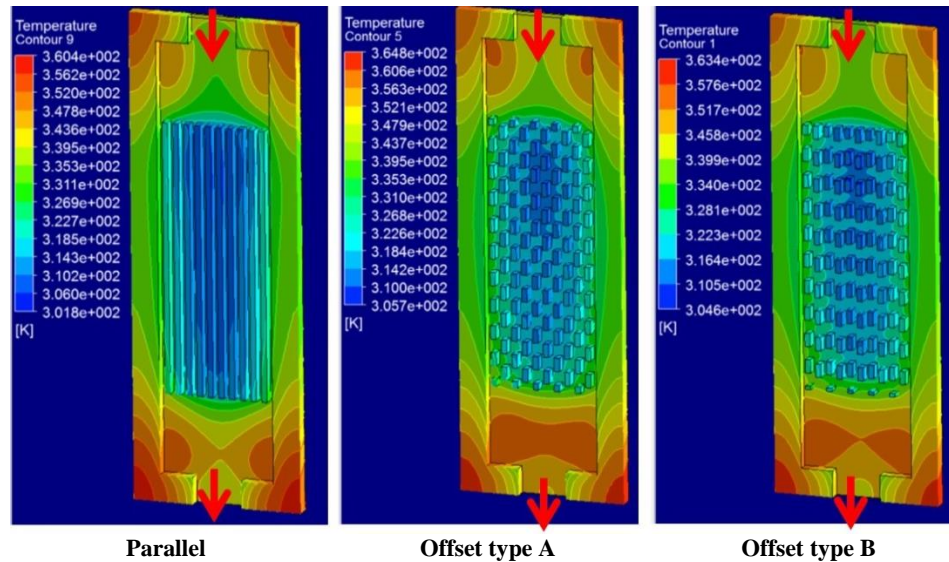 Temperature
Contour 9
3.604e+002
3.562e+002
3.520e+002
3.478e+002
3.436e+002
3.395e+002
3.353e+002
3.311e+002
3.269e+002
3.227e+002
3.185e+002
3.143e+002
3.102e+002
3.060e+002
3.018e+002
[K]
Temperature
Contour 5
3.648e+002
3.606e+002
3.563e+002
3.521e+002
3.479e+002
3.437e+002
3.395e+002
3.353e+002
3.310e+002
3.268e+002
3.226e+002
3.184e+002
3.142e+002
3.100e+002
3.057e+002
[K]
Temperature
Contour 1
3.634e+002
3.576e+002
3.517e+002
3.458e+002
3.399e+002
3.340e+002
3.281e+002
3.223e+002
3.164e+002
3.105e+002
3.046e+002
[K]
Parallel
Offset type A
Offset type B